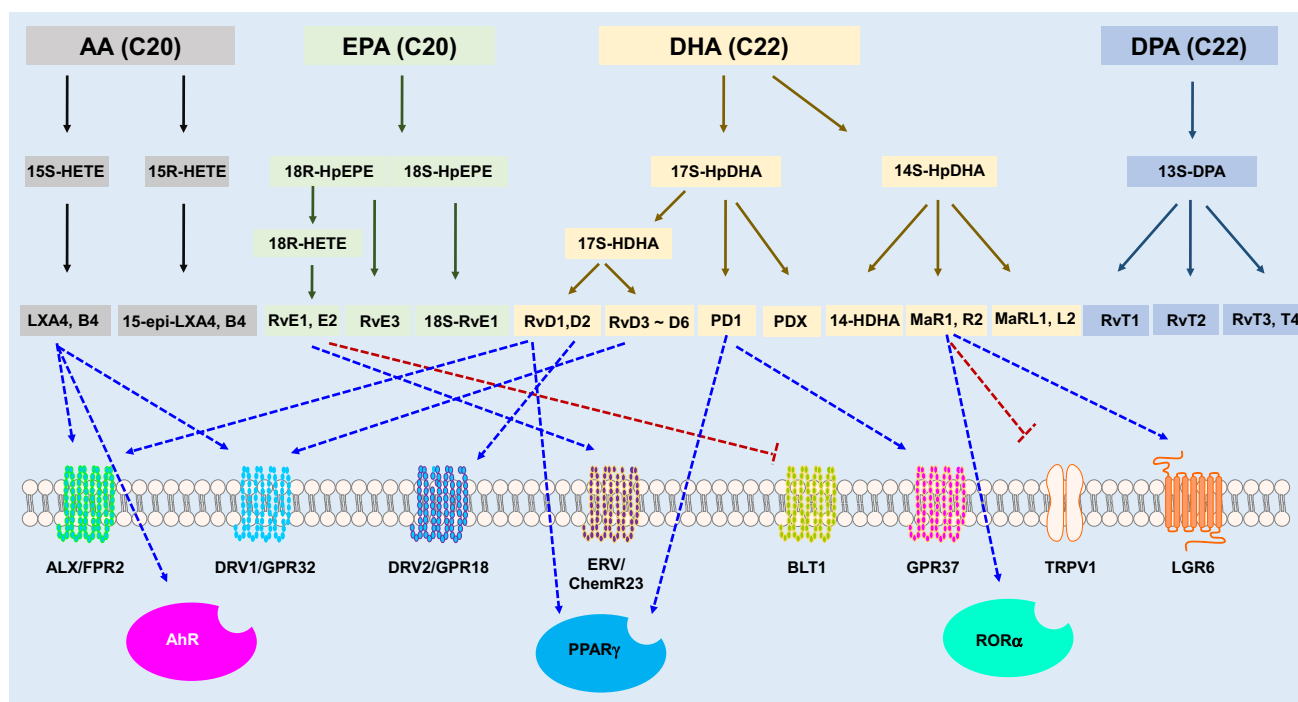 AA (C20)
EPA (C20)
DHA (C22)
DPA (C22)
15S-HETE
15R-HETE
18R-HpEPE
18S-HpEPE
17S-HpDHA
14S-HpDHA
13S-DPA
18R-HETE
17S-HDHA
LXA4, B4
15-epi-LXA4, B4
RvE1, E2
RvE3
18S-RvE1
RvD1,D2
RvD3 ~ D6
PD1
PDX
14-HDHA
MaR1, R2
MaRL1, L2
RvT1
RvT2
RvT3, T4
ALX/FPR2
DRV1/GPR32
DRV2/GPR18
ERV/
ChemR23
BLT1
GPR37
TRPV1
LGR6
AhR
PPARγ
RORα